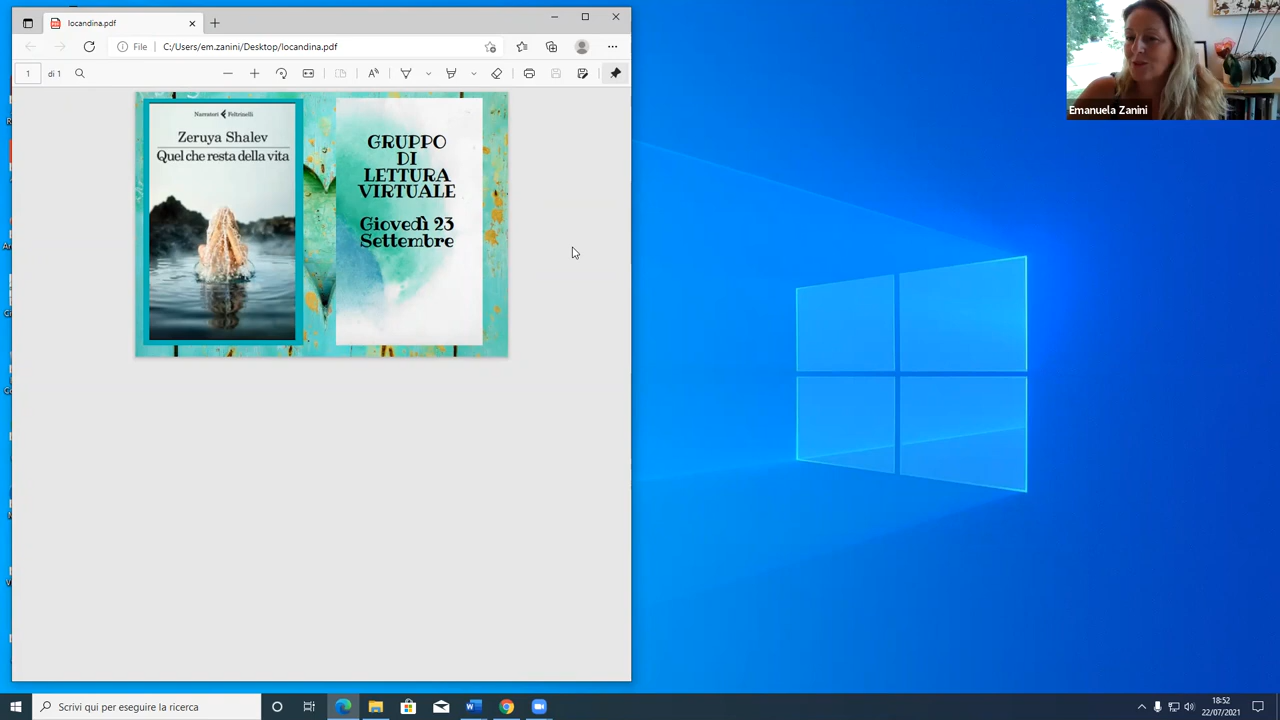 locandina.pdf
File
C:/Users/em.zanini/Desktop/locandina.pdf
1
di 1
Narratori Feltrinelli
Zeruya Shalev
Quel che resta della vita
GRUPPO
DI
LETTURA
VIRTUALE
Giovedì 23
Settembre
Emanuela Zanini
Scrivi qui per eseguire la ricerca
18:52
22/07/2021